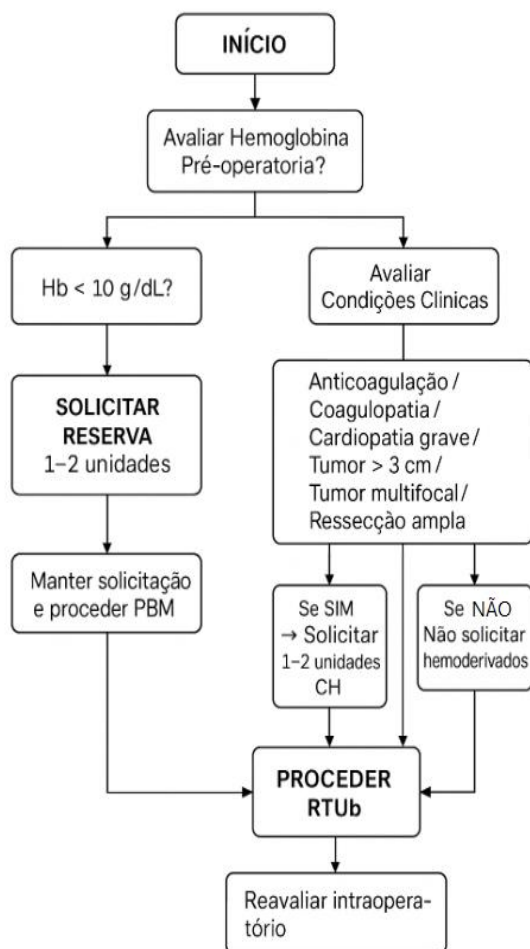 INÍCIO
Avaliar Hemoglobina
Pré-operatoria?
Hb < 10 g/dL?
Avaliar
Condições Clinicas
SOLICITAR
RESERVA
1–2 unidades
Anticoagulação /
Coagulopatia /
Cardiopatia grave /
Tumor > 3 cm /
Tumor multifocal /
Ressecçào ampla
Manter solicitação
e proceder PBM
Se SIM
→ Solicitar
1–2 unidades
CH
Se NÃO
Não solicitar
hemoderivados
PROCEDER
RTUb
Reavaliar intraopera-
tório